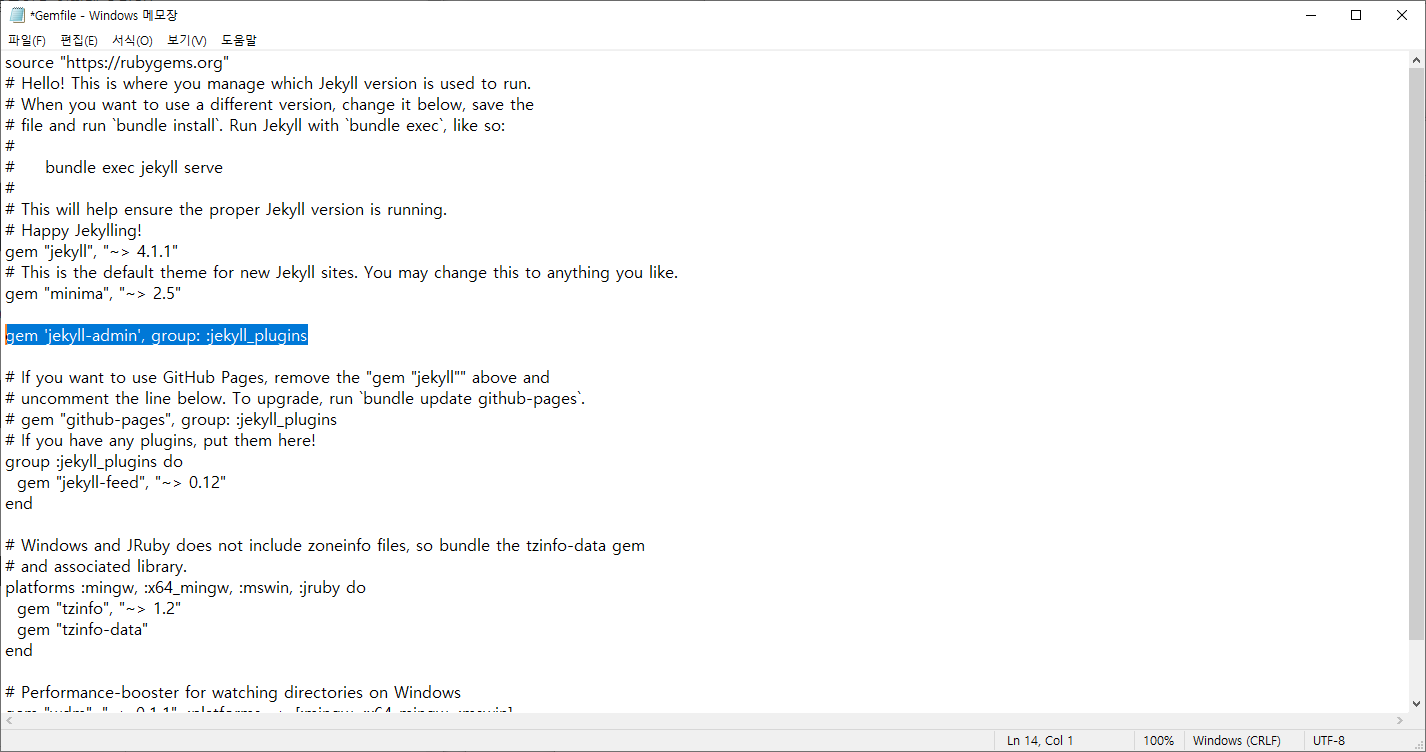 *Gemfile - Windows 메모장
파일(F) 편집(E) 서식(O) 보기(V) 도움말
source "https://rubygems.org"
# Hello! This is where you manage which Jekyll version is used to run.
# When you want to use a different version, change it below, save the
# file and run `bundle install`. Run Jekyll with `bundle exec`, like so:
#
#     bundle exec jekyll serve
#
# This will help ensure the proper Jekyll version is running.
# Happy Jekylling!
gem "jekyll", "~> 4.1.1"
# This is the default theme for new Jekyll sites. You may change this to anything you like.
gem "minima", "~> 2.5"
gem 'jekyll-admin', group: :jekyll_plugins
# If you want to use GitHub Pages, remove the "gem "jekyll"" above and
# uncomment the line below. To upgrade, run `bundle update github-pages`.
# gem "github-pages", group: :jekyll_plugins
# If you have any plugins, put them here!
group :jekyll_plugins do
  gem "jekyll-feed", "~> 0.12"
end
# Windows and JRuby does not include zoneinfo files, so bundle the tzinfo-data gem
# and associated library.
platforms :mingw, :x64_mingw, :mswin, :jruby do
  gem "tzinfo", "~> 1.2"
  gem "tzinfo-data"
end
# Performance-booster for watching directories on Windows
gem "wdm", "~> 0.1.1", :platforms => [:mingw, :x64_mingw, :mswin]
Ln 14, Col 1 100% Windows (CRLF) UTF-8